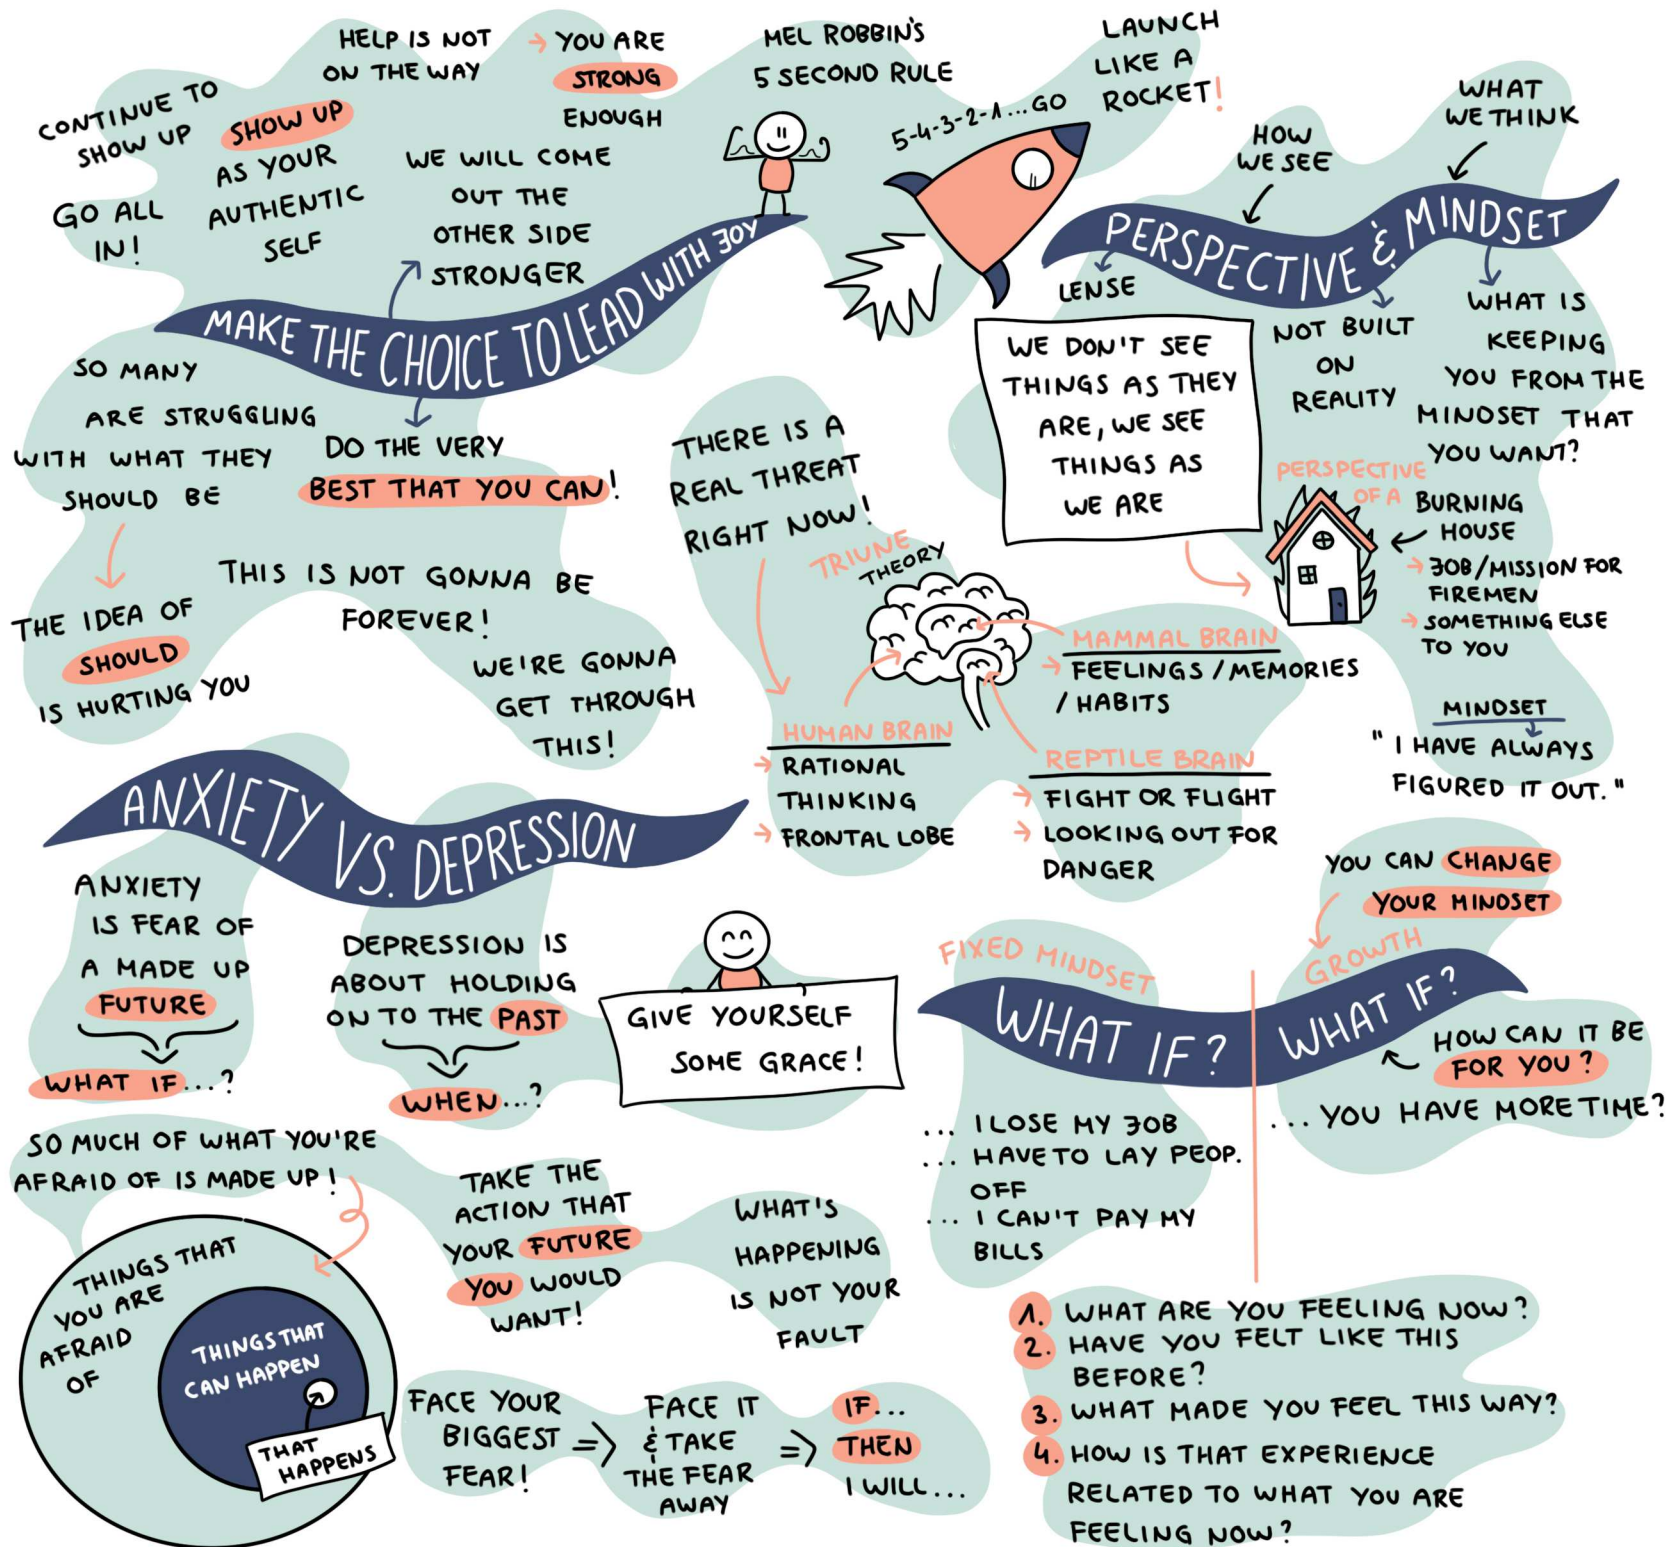 CONTINUE TO
SHOW UP
GO ALL
IN!
SHOW UP
AS YOUR
AUTHENTIC
SELF
HELP IS NOT
ON THE WAY
→ YOU ARE
STRONG
ENOUGH
WE WILL COME
OUT THE
OTHER SIDE
STRONGER
MAKE THE CHOICE TO LEAD WITH JOY
SO MANY
ARE STRUGGLING
WITH WHAT THEY
SHOULD BE
THE IDEA OF
SHOULD
IS HURTING YOU
DO THE VERY
BEST THAT YOU CAN!
THIS IS NOT GONNA BE
FOREVER!
WE'RE GONNA
GET THROUGH
THIS!
MEL ROBBIN'S
5 SECOND RULE
5-4-3-2-1...GO
LAUNCH
LIKE A
ROCKET!
HOW
WE SEE
WHAT
WE THINK
PERSPECTIVE & MINDSET
LENSE
NOT BUILT
ON
REALITY
WHAT IS
KEEPING
YOU FROM THE
MINDSET THAT
YOU WANT?
WE DON'T SEE
THINGS AS THEY
ARE, WE SEE
THINGS AS
WE ARE
PERSPECTIVE
OF A
BURNING
HOUSE
→ JOB/MISSION FOR
FIREMEN
→ SOMETHING ELSE
TO YOU
MINDSET
"I HAVE ALWAYS
FIGURED IT OUT."
THERE IS A
REAL THREAT
RIGHT NOW!
TRIUNE
THEORY
MAMMAL BRAIN
→ FEELINGS / MEMORIES
/ HABITS
HUMAN BRAIN
→ RATIONAL
THINKING
→ FRONTAL LOBE
REPTILE BRAIN
→ FIGHT OR FLIGHT
→ LOOKING OUT FOR
DANGER
ANXIETY VS. DEPRESSION
ANXIETY
IS FEAR OF
A MADE UP
FUTURE
WHAT IF...?
DEPRESSION IS
ABOUT HOLDING
ON TO THE PAST
WHEN...?
GIVE YOURSELF
SOME GRACE!
SO MUCH OF WHAT YOU'RE
AFRAID OF IS MADE UP!
THINGS THAT
YOU ARE
AFRAID
OF
THINGS THAT
CAN HAPPEN
THAT
HAPPENS
TAKE THE
ACTION THAT
YOUR FUTURE
YOU WOULD
WANT!
WHAT'S
HAPPENING
IS NOT YOUR
FAULT
FACE YOUR
BIGGEST
FEAR!
=>
FACE IT
& TAKE
THE FEAR
AWAY
=>
IF...
THEN
I WILL...
YOU CAN CHANGE
YOUR MINDSET
FIXED MINDSET
GROWTH
WHAT IF?
WHAT IF?
HOW CAN IT BE
FOR YOU?
... YOU HAVE MORE TIME?
... I LOSE MY JOB
... HAVE TO LAY PEOP.
OFF
... I CAN'T PAY MY
BILLS
1. WHAT ARE YOU FEELING NOW?
2. HAVE YOU FELT LIKE THIS
BEFORE?
3. WHAT MADE YOU FEEL THIS WAY?
4. HOW IS THAT EXPERIENCE
RELATED TO WHAT YOU ARE
FEELING NOW?